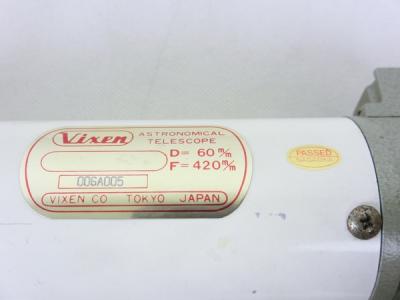 Vixen
ASTRONOMICAL
TELESCOPE
D= 60 m/m
F= 420 m/m
006A005
VIXEN CO TOKYO JAPAN
PASSED